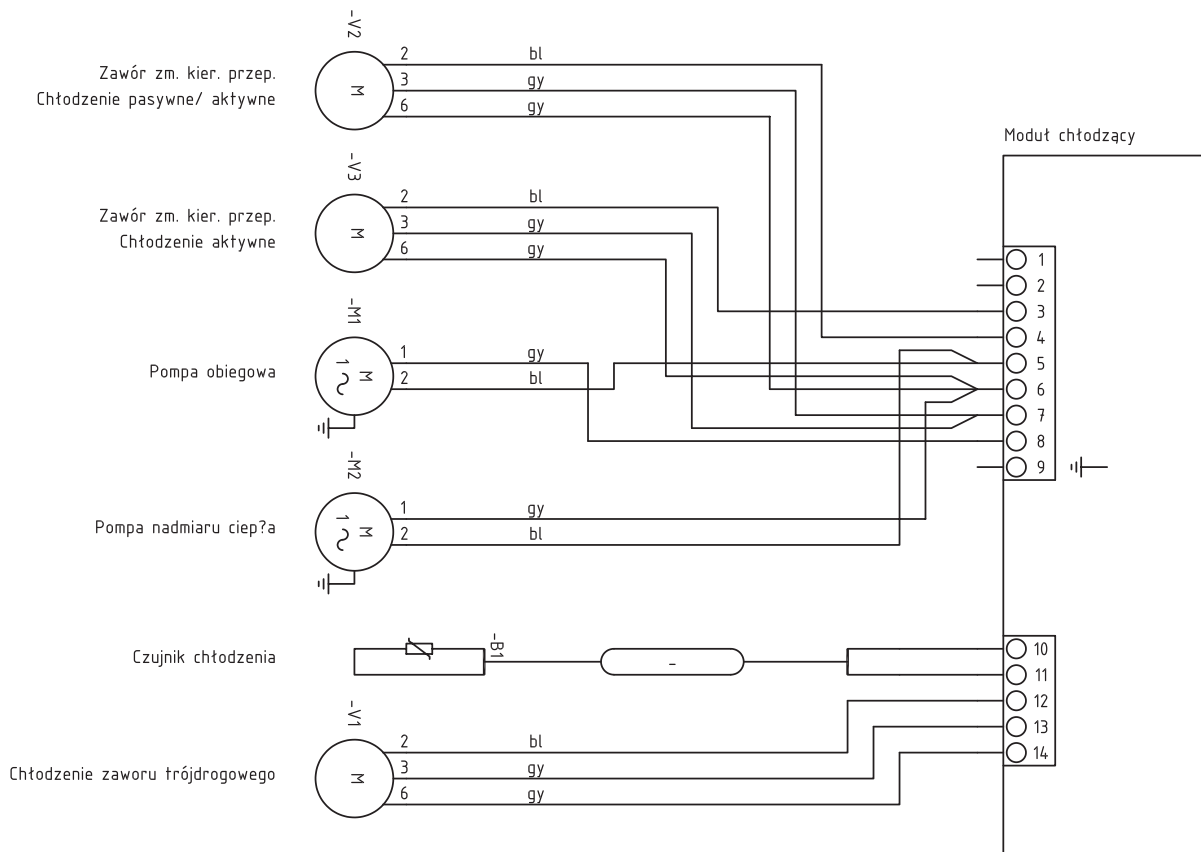 -V2
Zawór zm. kier. przep.
Chłodzenie pasywne/ aktywne
M
2 bl
3 gy
6 gy
Moduł chłodzący
-V3
Zawór zm. kier. przep.
Chłodzenie aktywne
M
2 bl
3 gy
6 gy
1
2
3
4
5
6
7
8
9
-M1
Pompa obiegowa
M
1
1 gy
2 bl
-M2
Pompa nadmiaru ciep?a
M
1
1 gy
2 bl
Czujnik chłodzenia
-B1
-
10
11
12
13
14
-V1
Chłodzenie zaworu trójdrogowego
M
2 bl
3 gy
6 gy